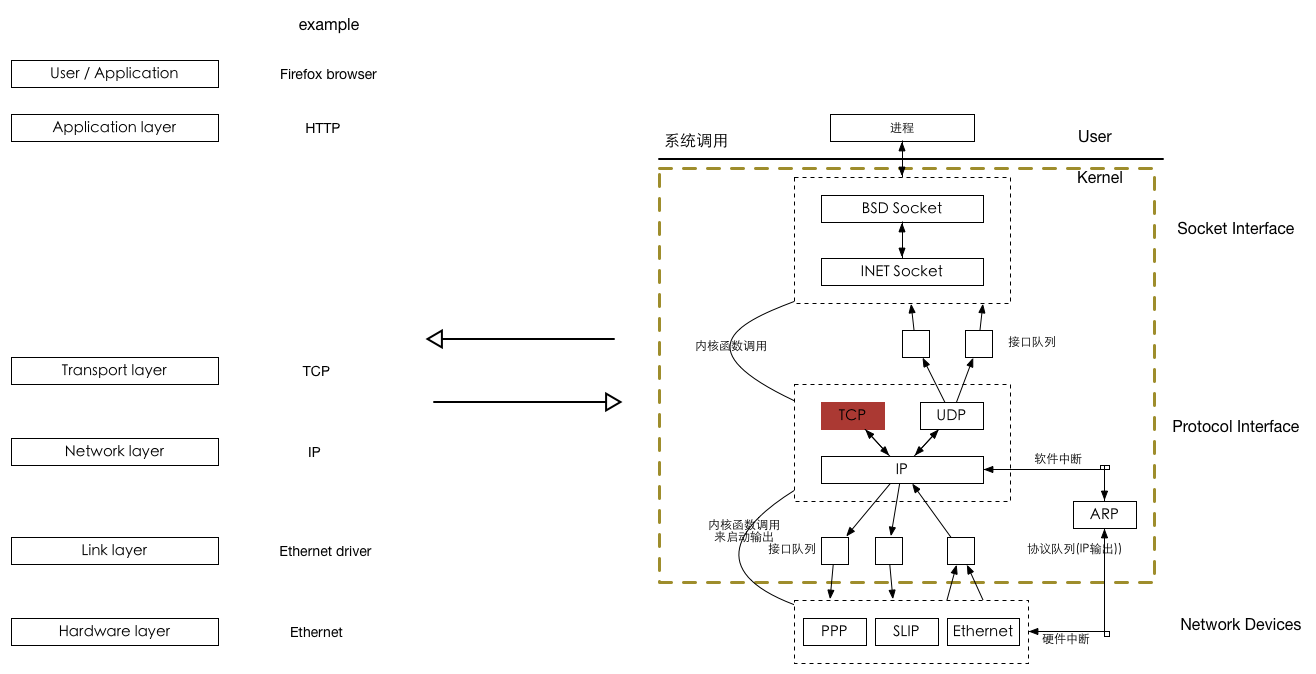 example
User / Application
Firefox browser
Application layer
HTTP
Transport layer
TCP
Network layer
IP
Link layer
Ethernet driver
Hardware layer
Ethernet
系统调用
进程
User
Kernel
BSD Socket
Socket Interface
INET Socket
内核函数调用
接口队列
TCP
UDP
Protocol Interface
IP
软件中断
ARP
内核函数调用
来启动输出
接口队列
协议队列(IP输出))
PPP
SLIP
Ethernet
硬件中断
Network Devices